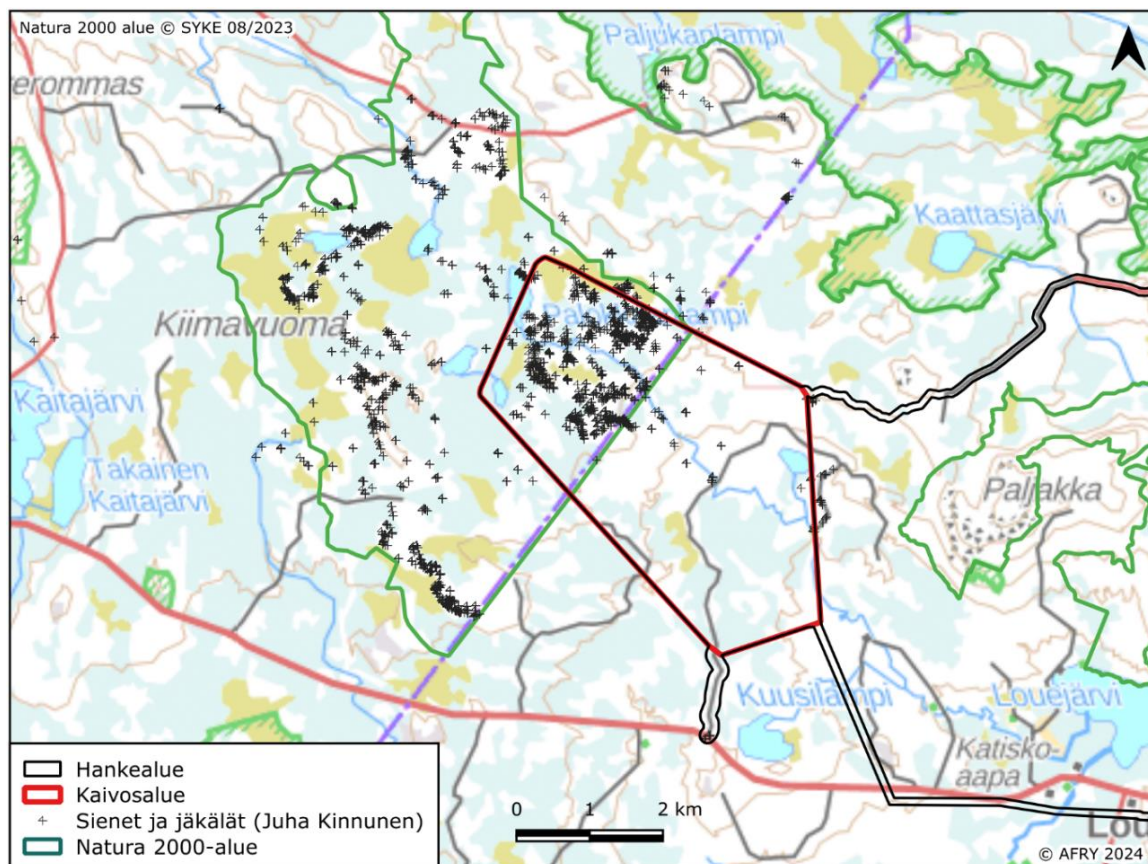 Natura 2000 alue © SYKE 08/2023
Paljukanlampi
erommas
Kaattasjärvi
Kiimavuoma
Kaitajärvi
Takainen
Kaitajärvi
Paljakka
Kuusilampi
Louejärvi
Katisko-
aapa
Lou
Hankealue
Kaivosalue
Sienet ja jäkälät (Juha Kinnunen)
Natura 2000-alue
0 1 2 km
© AFRY 2024